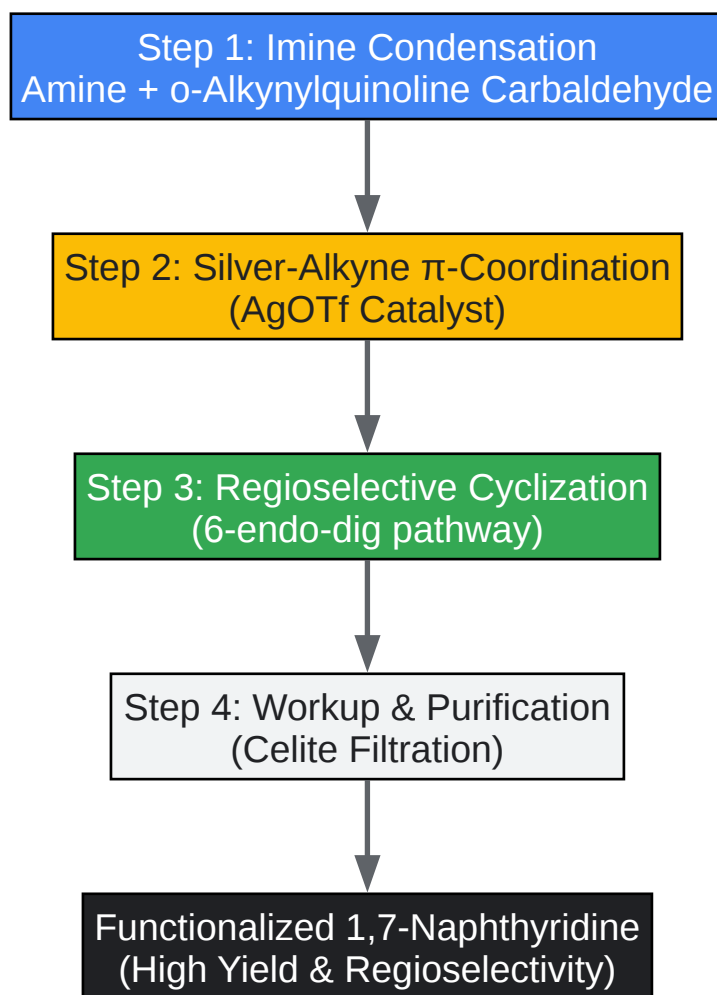 Step 1: Imine Condensation
Amine + o-Alkynylquinoline Carbaldehyde
Step 2: Silver-Alkyne π-Coordination
(AgOTf Catalyst)
Step 3: Regioselective Cyclization
(6-endo-dig pathway)
Step 4: Workup & Purification
(Celite Filtration)
Functionalized 1,7-Naphthyridine
(High Yield & Regioselectivity)